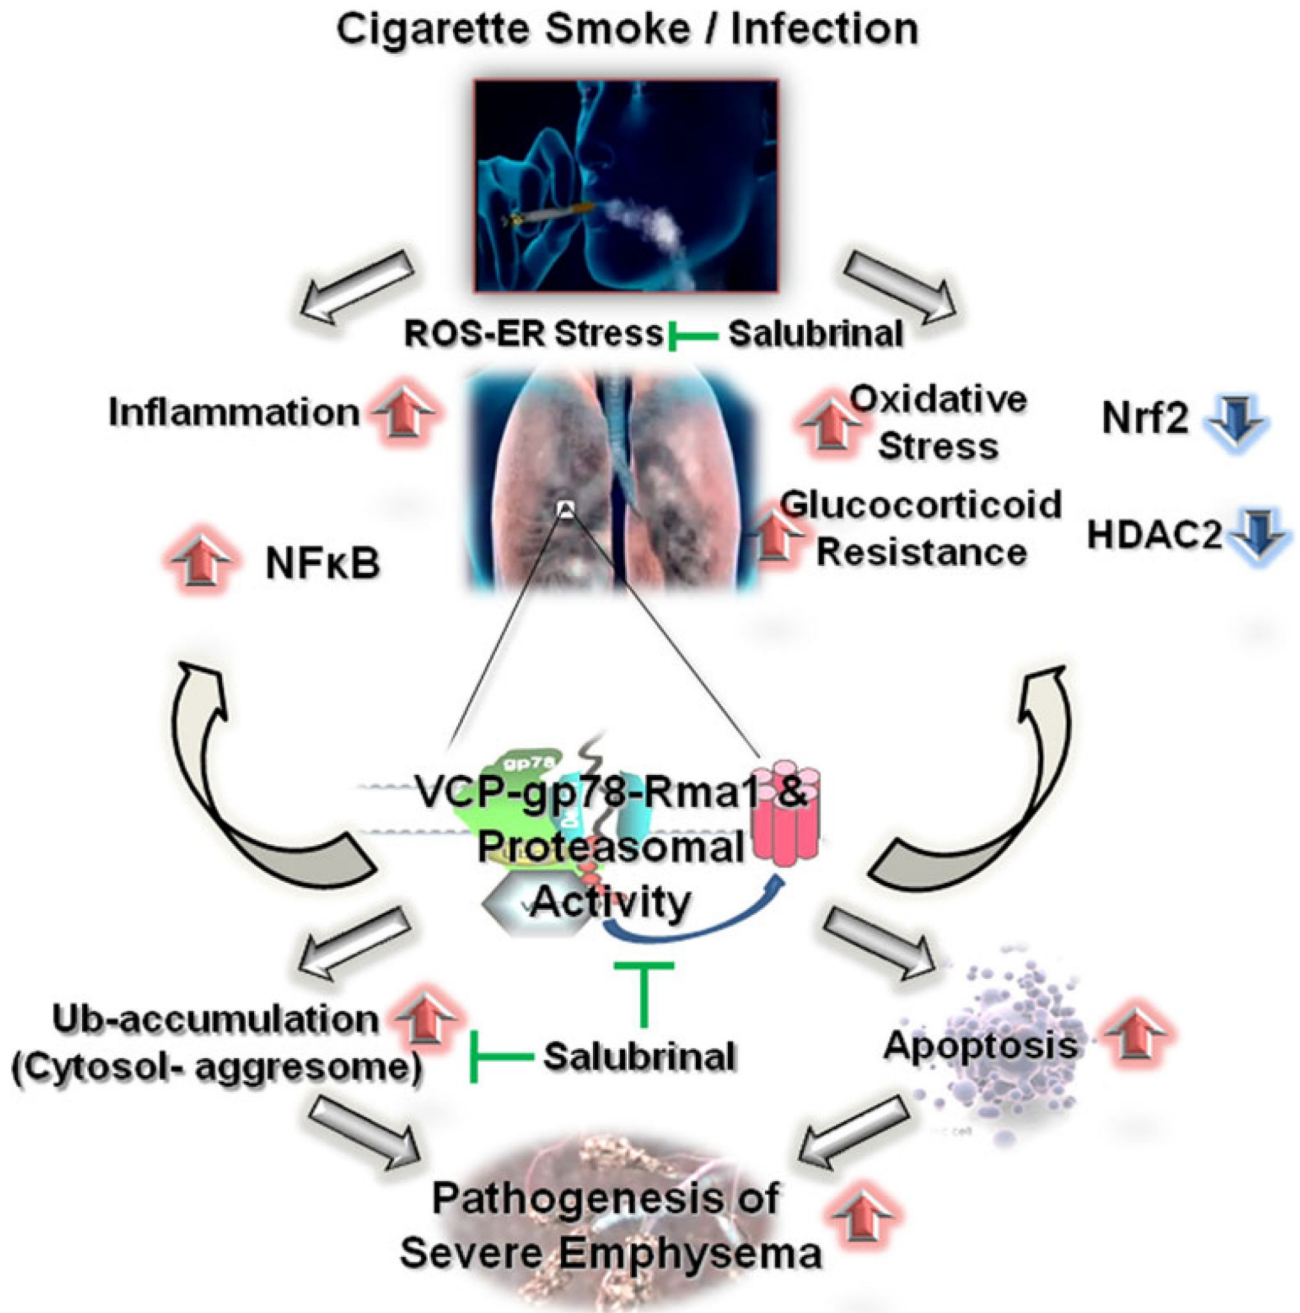 Cigarette Smoke / Infection
ROS-ER Stress
Salubrinal
Inflammation
Oxidative
Stress
Nrf2
Glucocorticoid
Resistance
HDAC2
NFκB
gp78
VCP-gp78-Rma1 &
Proteasomal
Activity
Ub-accumulation
(Cytosol- aggresome)
Salubrinal
Apoptosis
cell
Pathogenesis of
Severe Emphysema